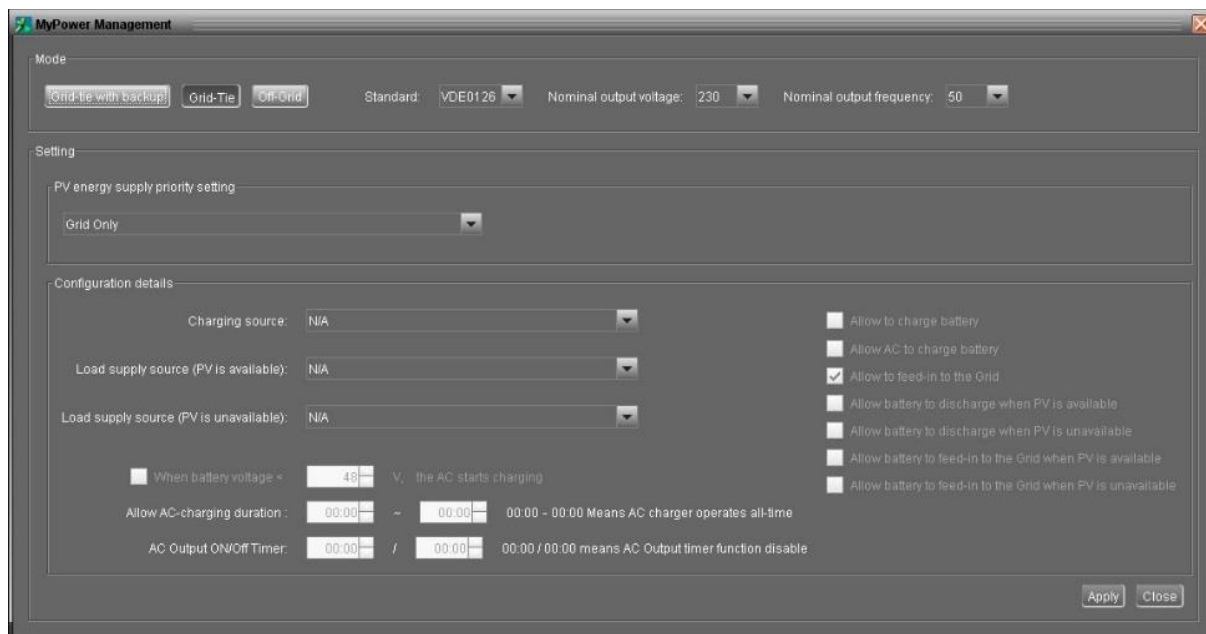 MyPower Management
Mode
Grid-tie with backup Grid-Tie Off-Grid Standard: VDE0126 Nominal output voltage: 230 Nominal output frequency: 50
Setting
PV energy supply priority setting
Grid Only
Configuration details
Charging source: N/A
Load supply source (PV is available): N/A
Load supply source (PV is unavailable): N/A
When battery voltage < 48 V, the AC starts charging
Allow AC-charging duration : 00:00 ~ 00:00 00:00 ~ 00:00 Means AC charger operates all-time
AC Output ON/Off Timer: 00:00 / 00:00 00:00 / 00:00 means AC Output timer function disable
Allow to charge battery
Allow AC to charge battery
Allow to feed-in to the Grid
Allow battery to discharge when PV is available
Allow battery to discharge when PV is unavailable
Allow battery to feed-in to the Grid when PV is available
Allow battery to feed-in to the Grid when PV is unavailable
Apply Close